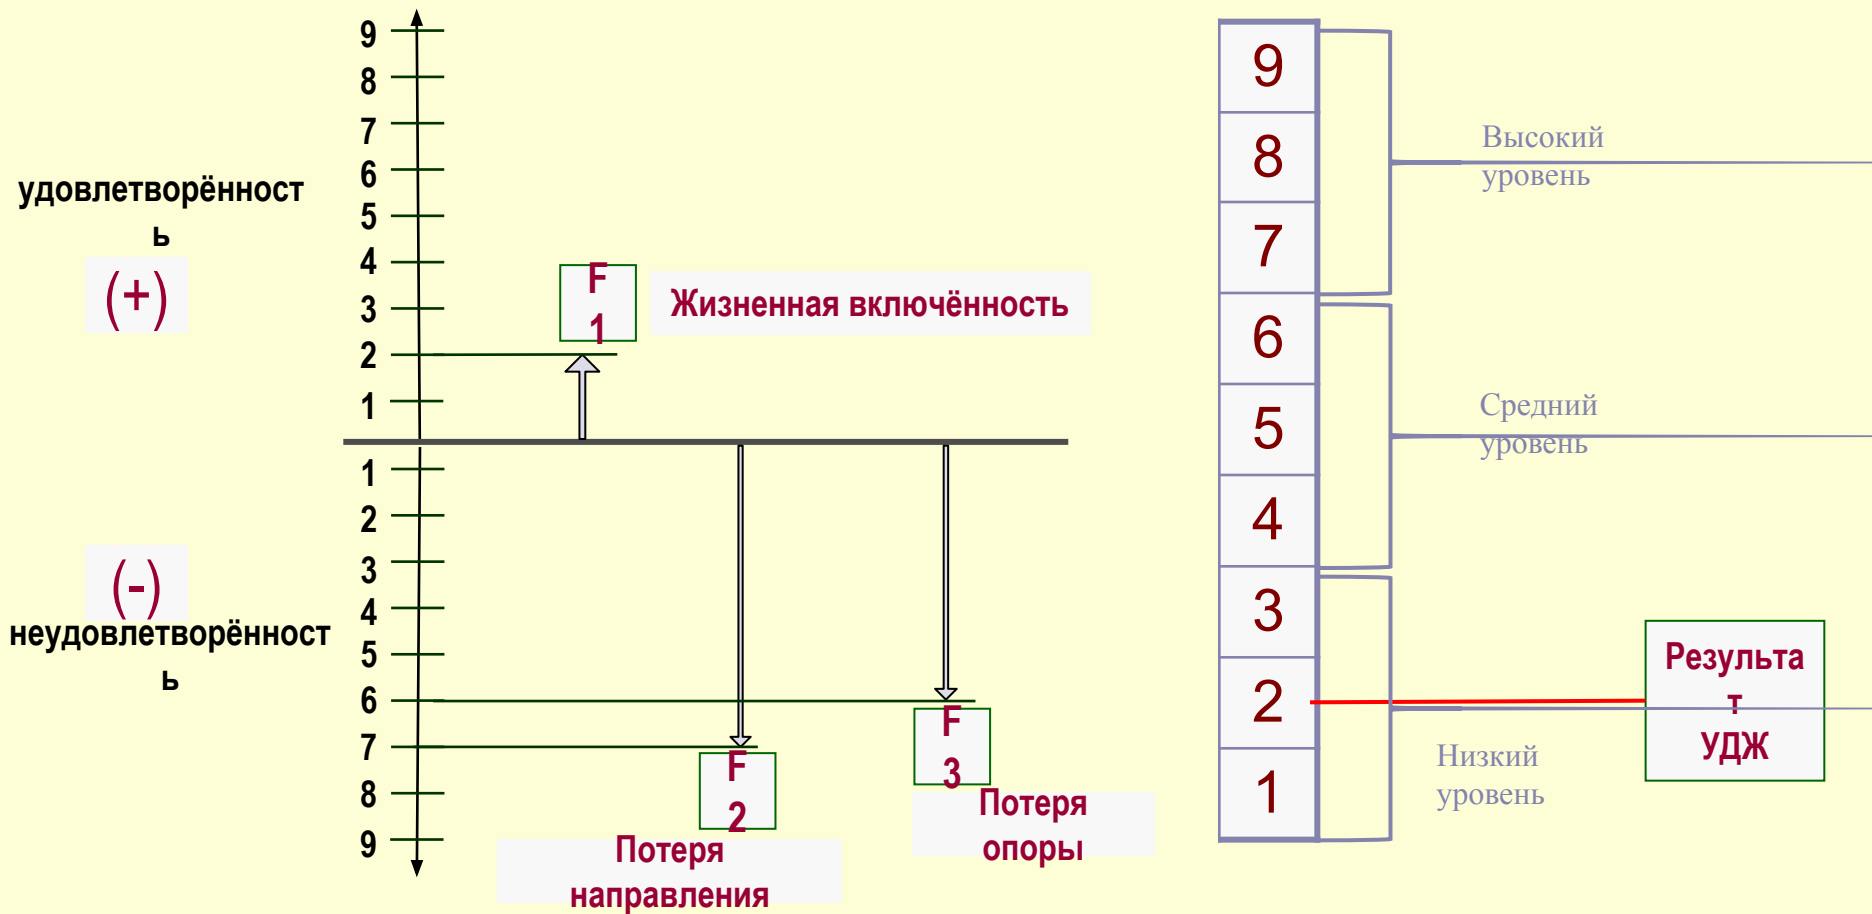 9
8
7
6
5
4
3
2
1
1
2
3
4
5
6
7
8
9
удовлетворённост
ь
(+)
(-)
неудовлетворённост
ь
F
1
Жизненная включённость
F
2
Потеря
направления
F
3
Потеря
опоры
9
8
7
6
5
4
3
2
1
Высокий
уровень
Средний
уровень
Низкий
уровень
Результа
т
УДЖ